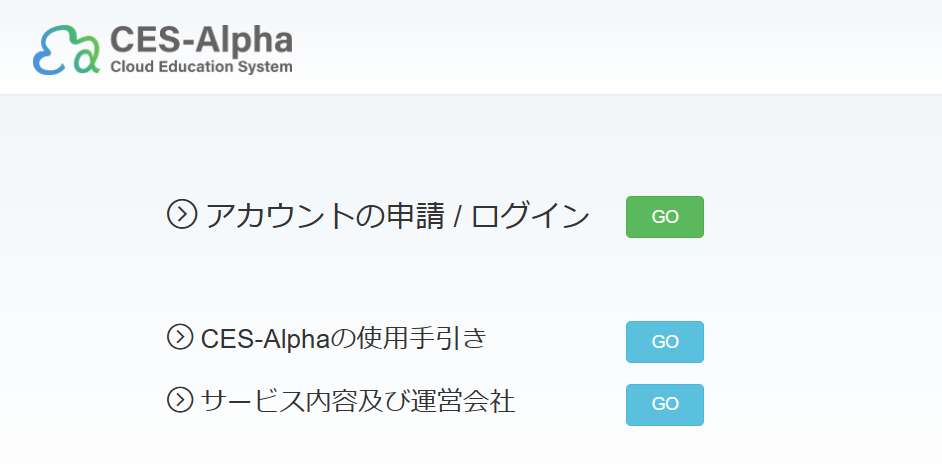 CES-Alpha
Cloud Education System
アカウントの申請 / ログイン GO
CES-Alphaの使用手引き GO
サービス内容及び運営会社 GO